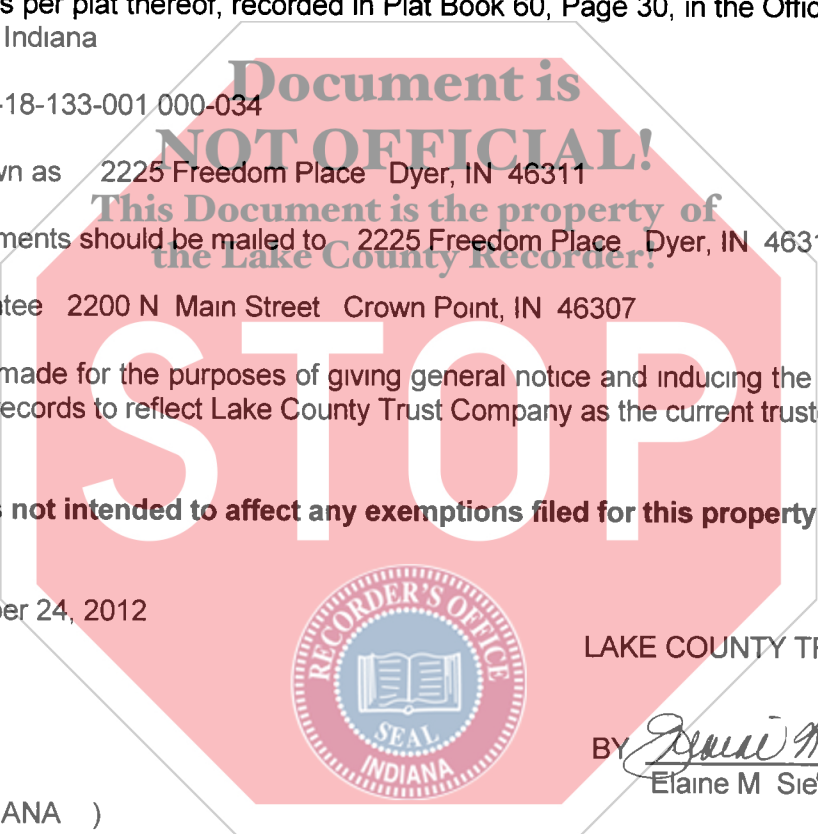 s per plat thereof, recorded in Plat Book 60, Page 30, in the Offic
Indiana
Document is
-18-133-001 000-034
NOT OFFICIAL!
wn as 2225 Freedom Place Dyer, IN 46311
This Document is the property of
ments should be mailed to 2225 Freedom Place Dyer, IN 4631
the Lake County Recorder!
tee 2200 N Main Street Crown Point, IN 46307
made for the purposes of giving general notice and inducing the
ecords to reflect Lake County Trust Company as the current trust
STOP
s not intended to affect any exemptions filed for this property
er 24, 2012
RECORDER'S OFFICE
LAKE COUNTY TR
SEAL
INDIANA
BY
Elaine M Sie
ANA )